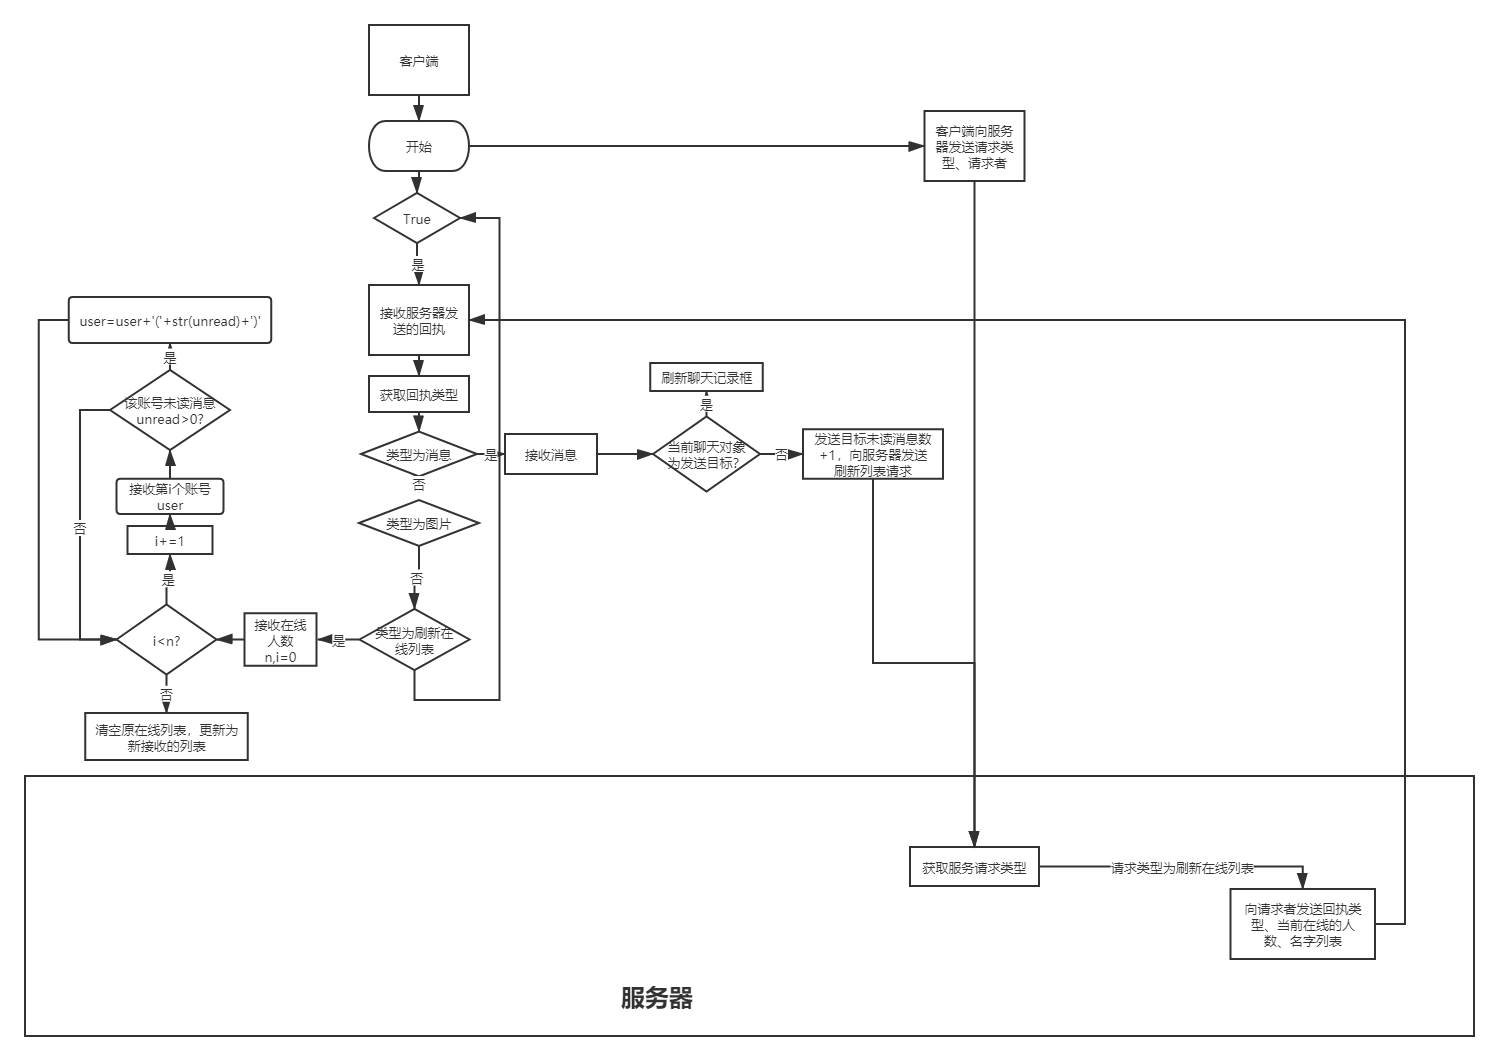 客户端
开始
客户端向服务
器发送请求类
型、请求者
True
是
接收服务器发
送的回执
user=user+'('+str(unread)+')'
是
获取回执类型
刷新聊天记录框
是
该账号未读消息
unread>0?
类型为消息
是
接收消息
当前聊天对象
为发送目标?
否
发送目标未读消息数
+1，向服务器发送
刷新列表请求
否
接收第i个账号
user
类型为图片
否
i+=1
是
否
接收在线
人数
n,i=0
是
类型为刷新在
线列表
i<n?
否
清空原在线列表，更新为
新接收的列表
获取服务请求类型
请求类型为刷新在线列表
向请求者发送回执类
型、当前在线的人
数、名字列表
服务器